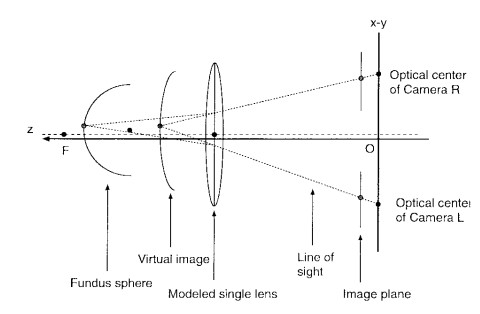 x-y
Optical center
of Camera R
z
F
O
Optical center
of Camera L
Virtual image
Line of
sight
Fundus sphere
Modeled single lens
Image plane